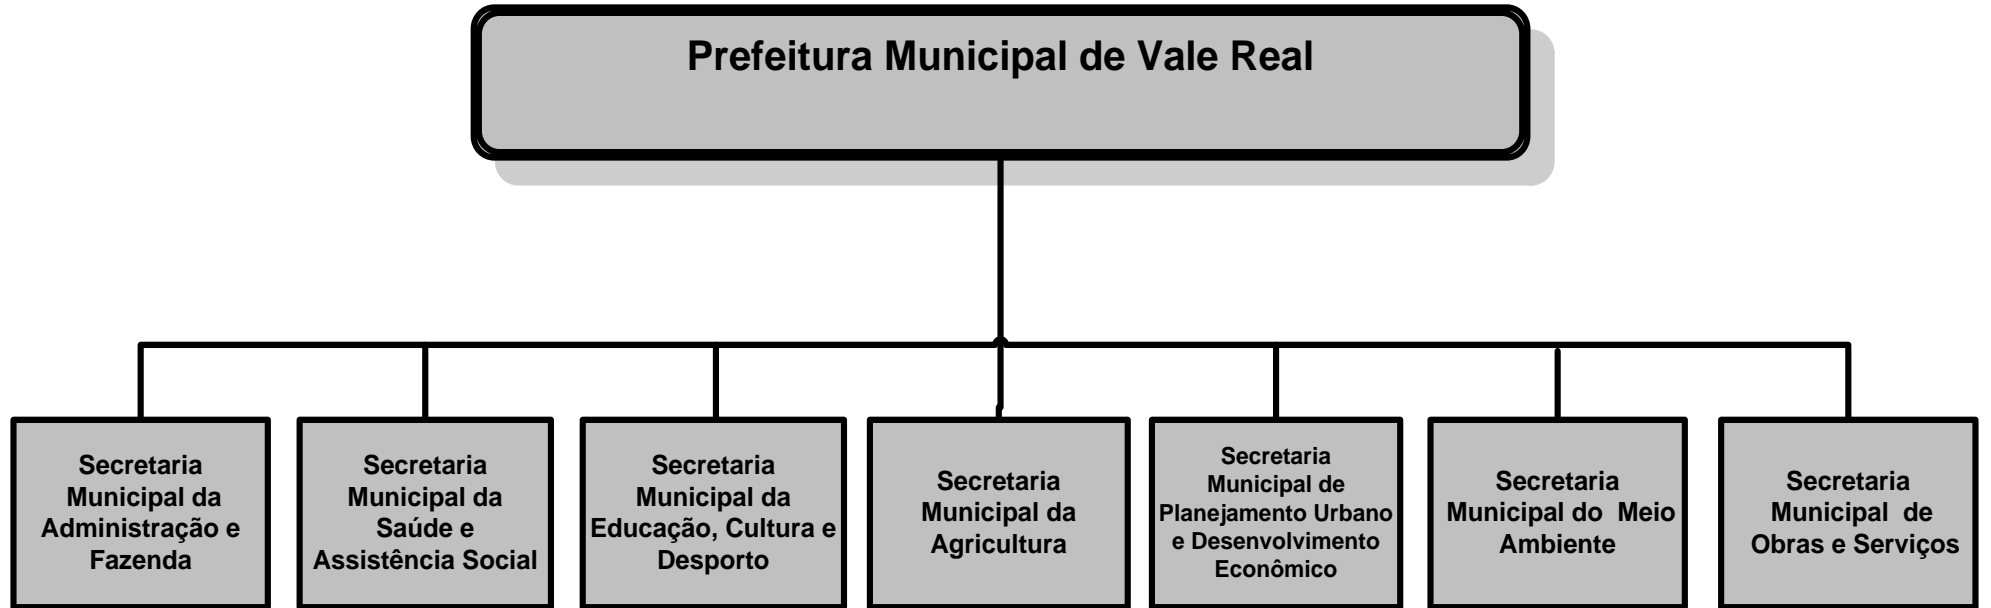 Prefeitura Municipal de Vale Real
Secretaria
Municipal da
Administração e
Fazenda
Secretaria
Municipal da
Saúde e
Assistência Social
Secretaria
Municipal da
Educação, Cultura e
Desporto
Secretaria
Municipal da
Agricultura
Secretaria
Municipal de
Planejamento Urbano
e Desenvolvimento
Econômico
Secretaria
Municipal do  Meio
Ambiente
Secretaria
Municipal  de
Obras e Serviços